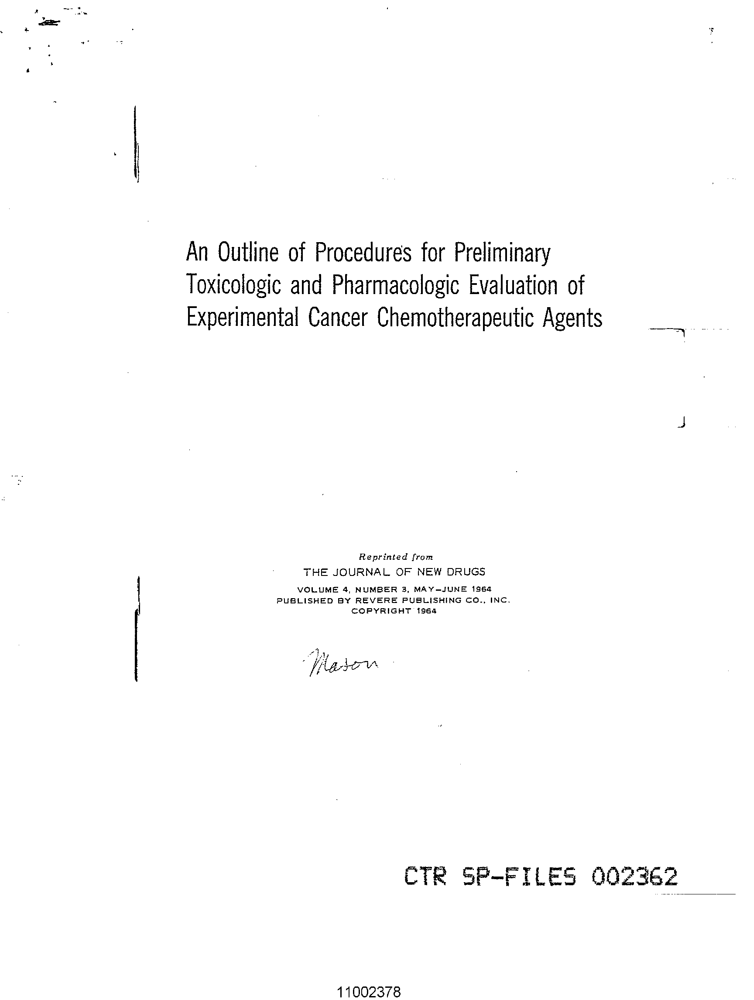 An Outline of Procedures for Preliminary
Toxicologic and Pharmacologic Evaluation of
Experimental Cancer Chemotherapeutic Agents
Reprinted from
THE JOURNAL OF NEW DRUGS
VOLUME 4, NUMBER 3, MAY–JUNE 1964
PUBLISHED BY REVERE PUBLISHING CO., INC.
COPYRIGHT 1964
Mason
CTR SP-FILES 002362
11002378